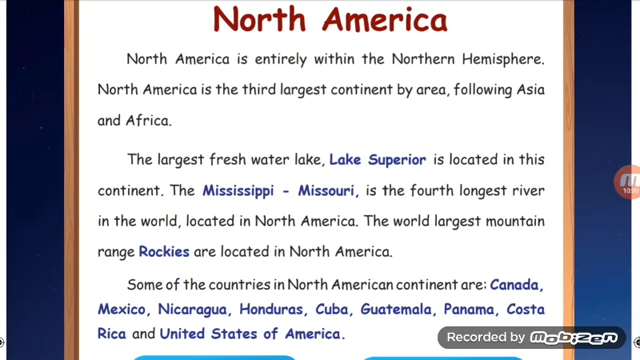 North America
North America is entirely within the Northern Hemisphere.
North America is the third largest continent by area, following Asia
and Africa.
The largest fresh water lake, Lake Superior is located in this
continent. The Mississippi - Missouri, is the fourth longest river
in the world, located in North America. The world largest mountain
range Rockies are located in North America.
Some of the countries in North American continent are: Canada,
Mexico, Nicaragua, Honduras, Cuba, Guatemala, Panama, Costa
Rica and United States of America.
Recorded by mobizen